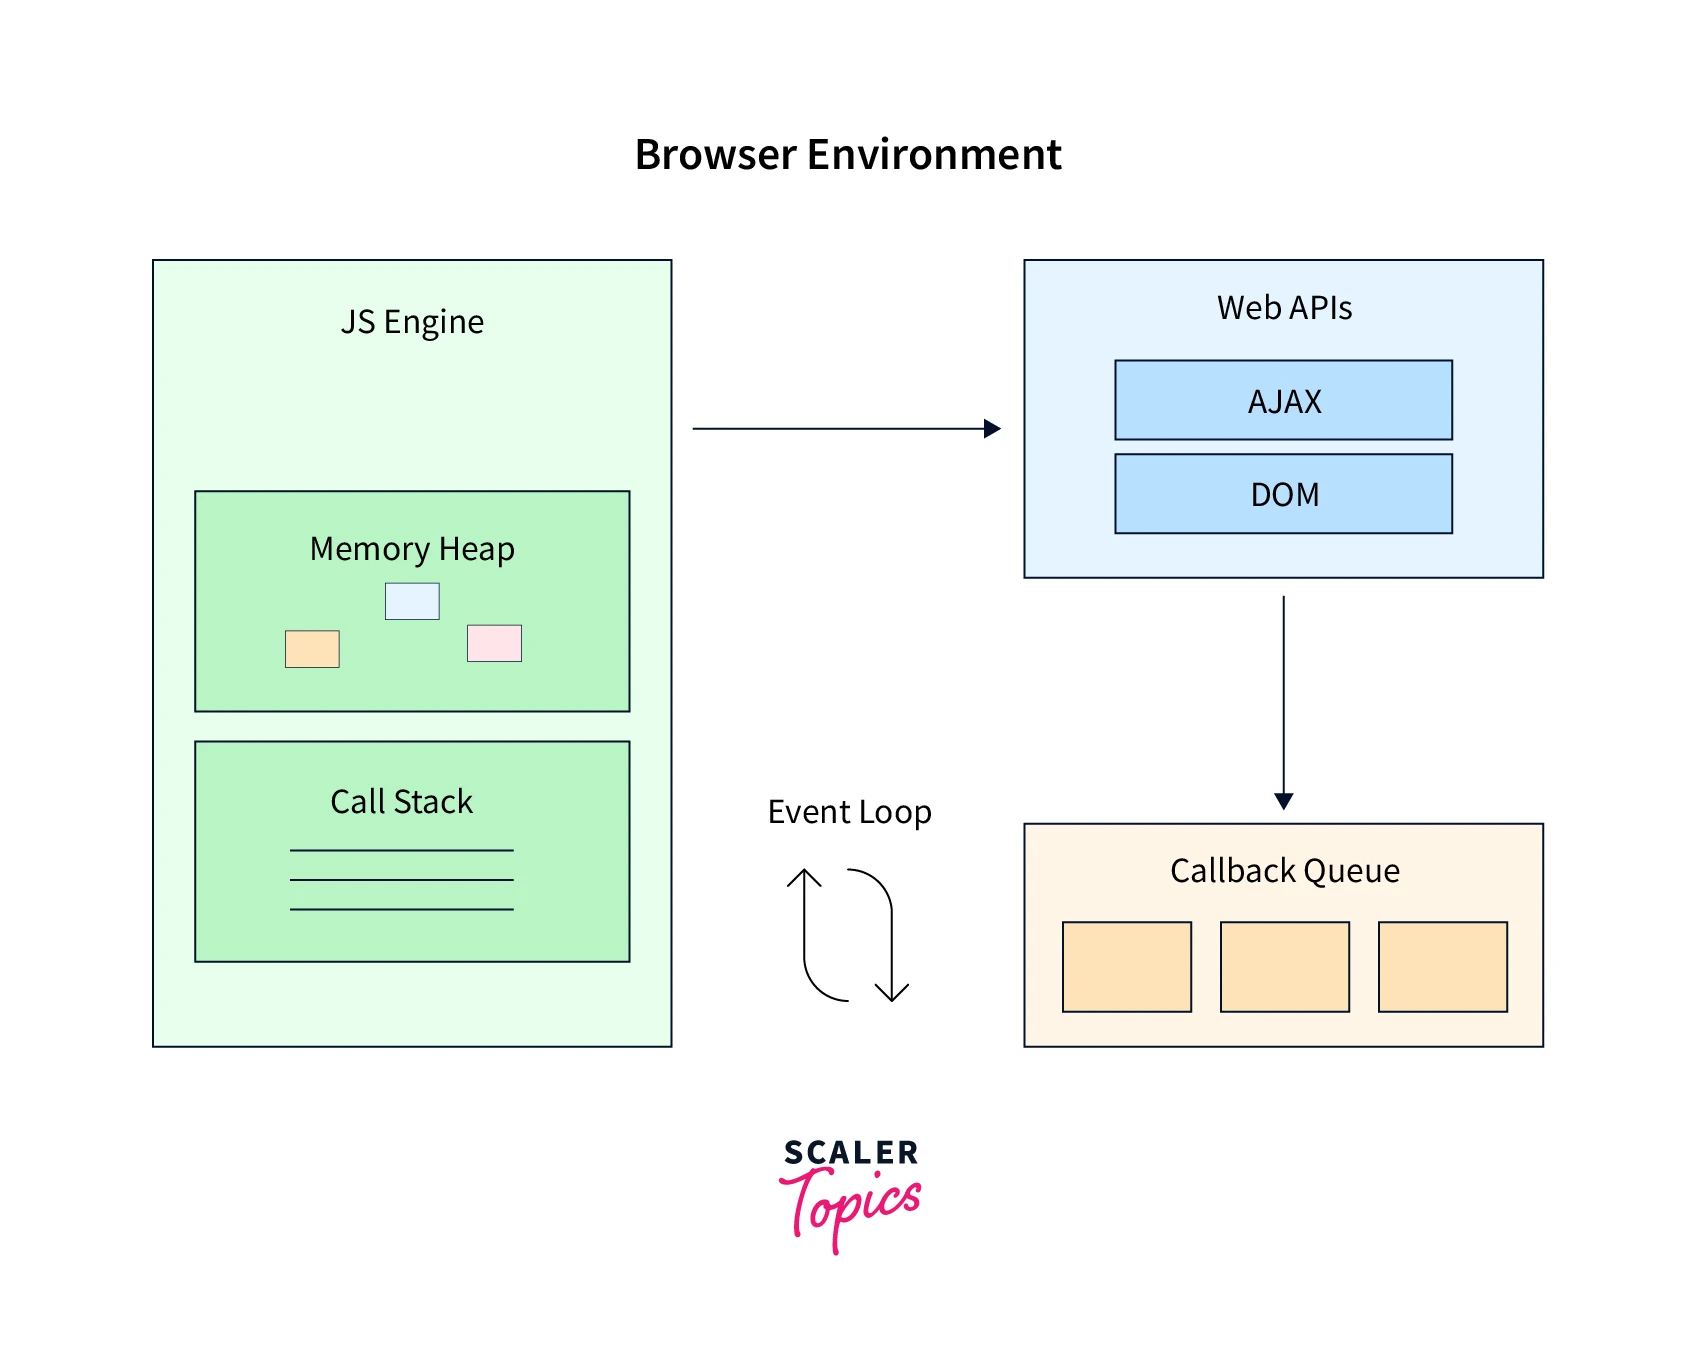 Browser Environment
JS Engine
Memory Heap
Call Stack
Event Loop
Web APIs
AJAX
DOM
Callback Queue
SCALER
Topics